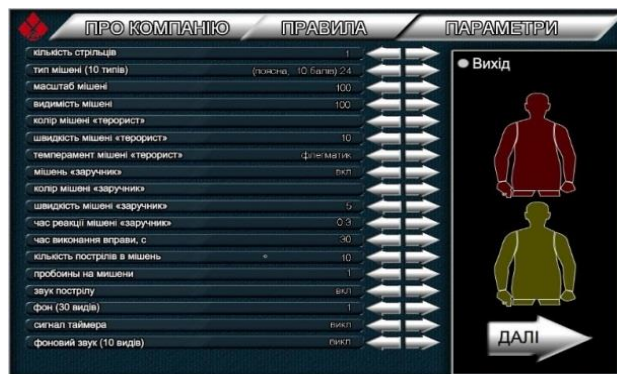 ПРО КОМПАНІЮ ПРАВИЛА ПАРАМЕТРИ
кількість стрільців 1
тип мішені (10 типів) (поясна, 10 балів) 24
масштаб мішені 100
видимість мішені 100
колір мішені «терорист»
швидкість мішені «терорист» 10
темперамент мішені «терорист» флегматик
мішень «заручник» вкл
колір мішені «заручник»
швидкість мішені «заручник» 5
час реакції мішені «заручник» 0.3
час виконання вправи, с 30
кількість пострілів в мішень 10
пробоины на мишени 1
звук пострілу вкл
фон (30 видів) 1
сигнал таймера викл
фоновий звук (10 видів) викл
Вихід
ДАЛІ